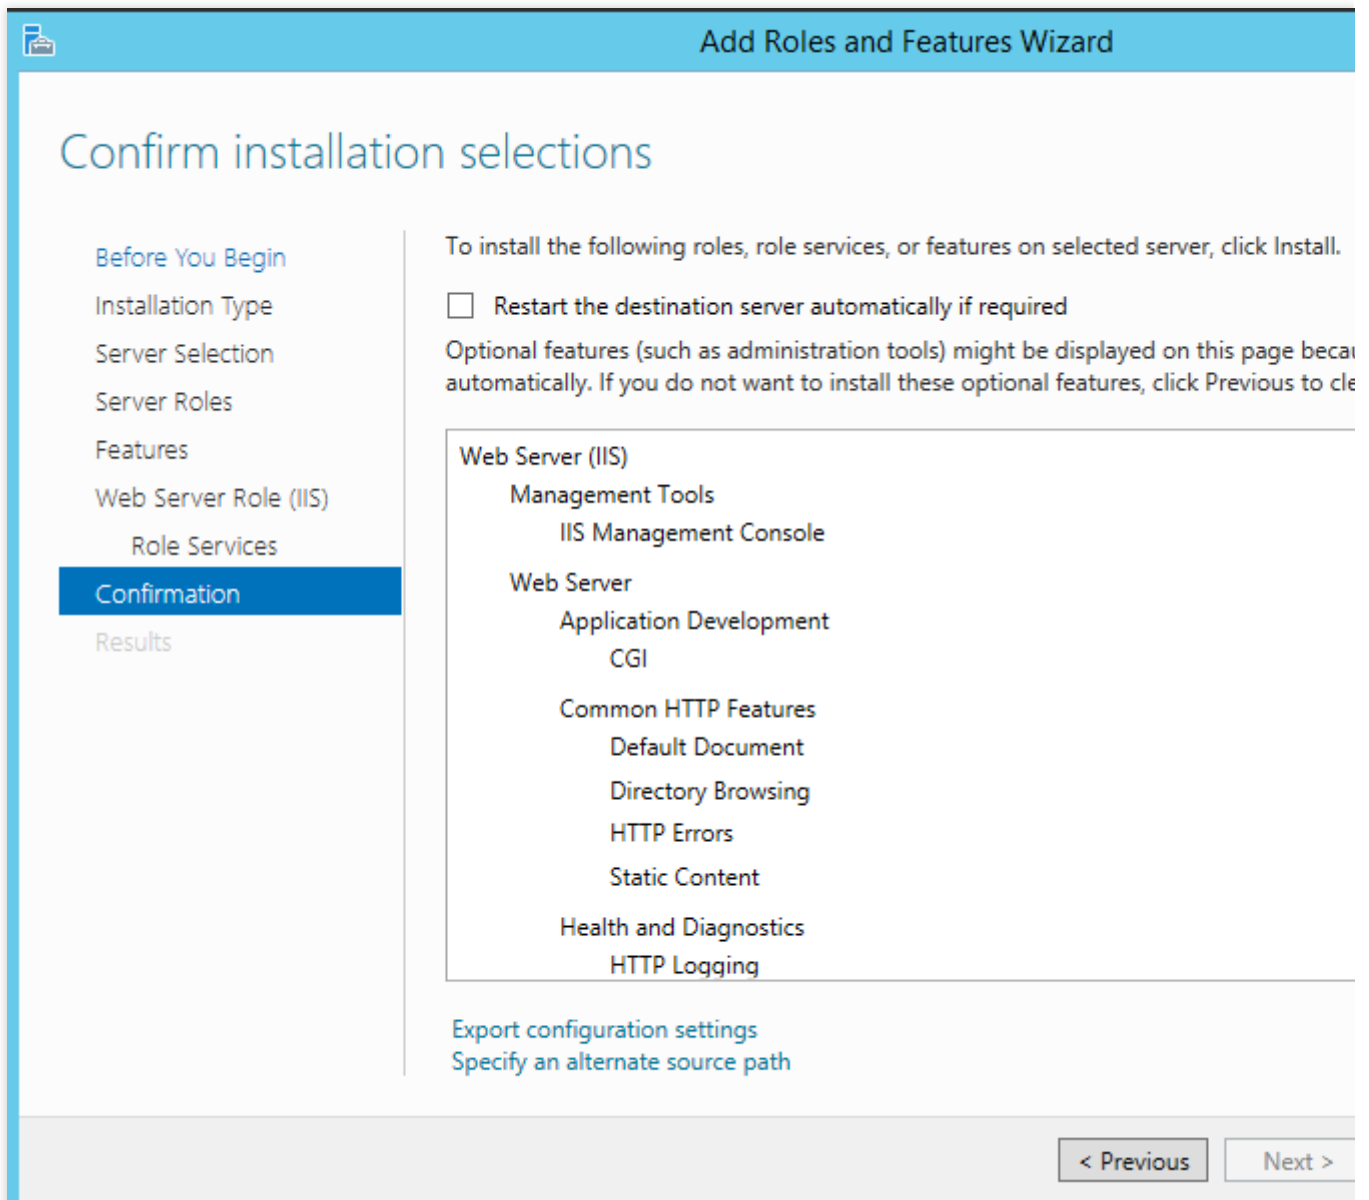 Add Roles and Features Wizard
Confirm installation selections
Before You Begin
Installation Type
Server Selection
Server Roles
Features
Web Server Role (IIS)
Role Services
Confirmation
Results
To install the following roles, role services, or features on selected server, click Install.
Restart the destination server automatically if required
Optional features (such as administration tools) might be displayed on this page
automatically. If you do not want to install these optional features, click Previous to
Web Server (IIS)
Management Tools
IIS Management Console
Web Server
Application Development
CGI
Common HTTP Features
Default Document
Directory Browsing
HTTP Errors
Static Content
Health and Diagnostics
HTTP Logging
Export configuration settings
Specify an alternate source path
< Previous
Next >